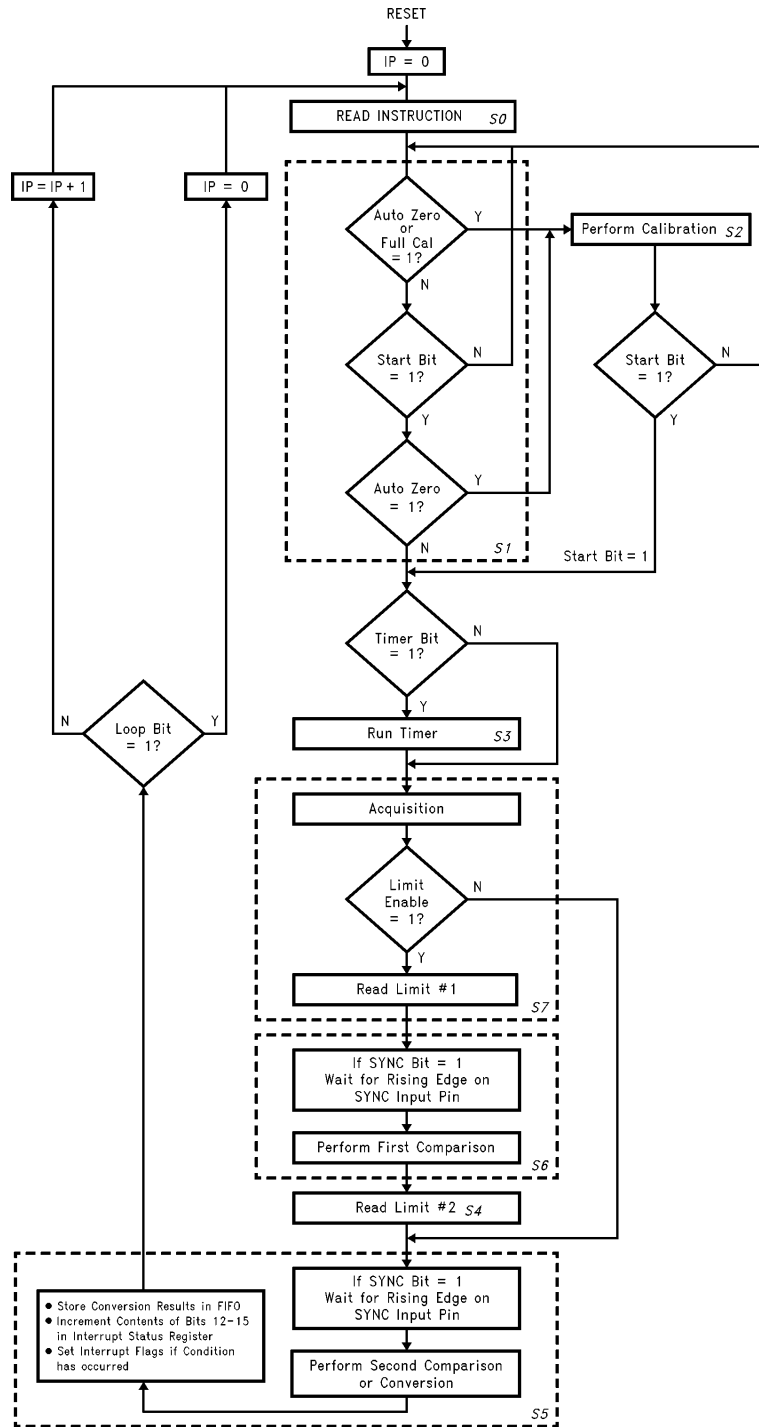 RESET
IP = 0
READ INSTRUCTION S0
IP = IP + 1
IP = 0
Auto Zero
or
Full Cal
= 1?
Y
N
Perform Calibration S2
Start Bit
= 1?
N
Y
Start Bit
= 1?
N
Y
Auto Zero
= 1?
Y
N
S1
Start Bit = 1
Timer Bit
= 1?
N
Y
Run Timer S3
N
Loop Bit
= 1?
Y
Acquisition
Limit
Enable
= 1?
N
Y
Read Limit #1
S7
If SYNC Bit = 1
Wait for Rising Edge on
SYNC Input Pin
Perform First Comparison
S6
Read Limit #2 S4
If SYNC Bit = 1
Wait for Rising Edge on
SYNC Input Pin
● Store Conversion Results in FIFO
● Increment Contents of Bits 12–15
in Interrupt Status Register
● Set Interrupt Flags if Condition
has occurred
Perform Second Comparison
or Conversion
S5